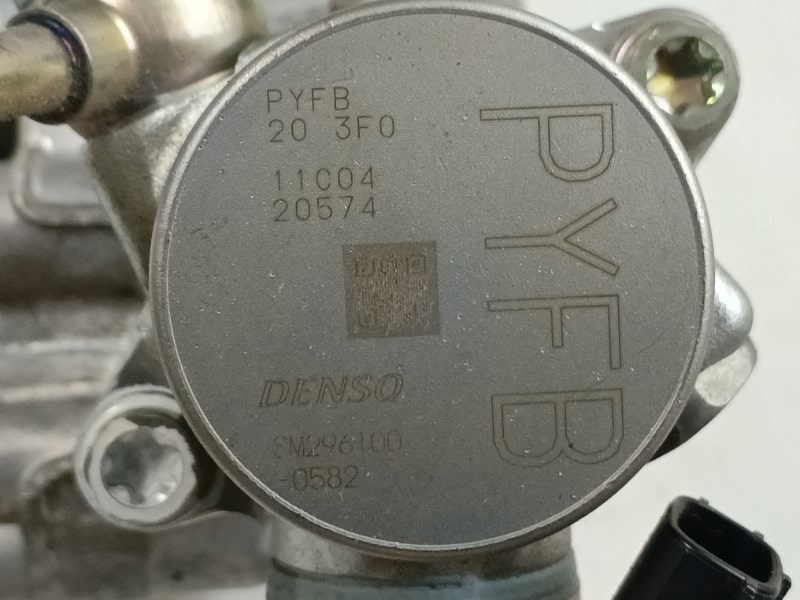 PYFB
20 3F0
11C04
20574
DENSO
SM296100
-0582
PYFB